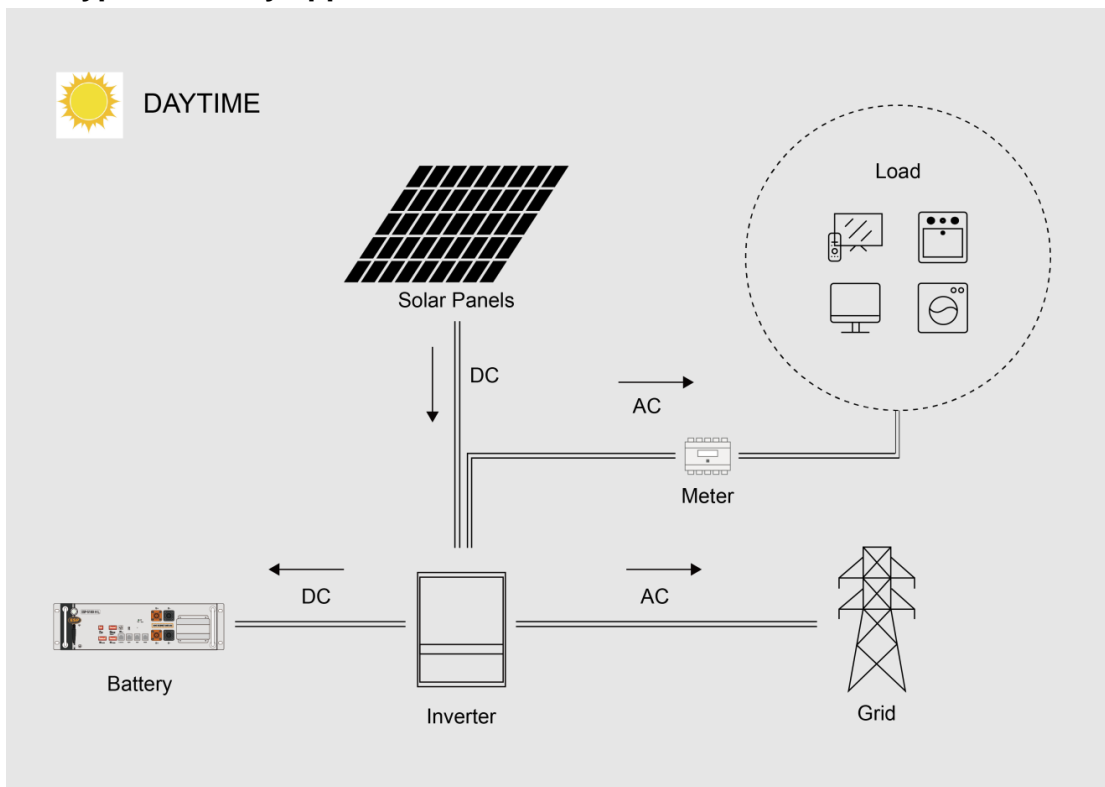 DAYTIME
Load
Solar Panels
DC
AC
Meter
DC
AC
Battery
Inverter
Grid